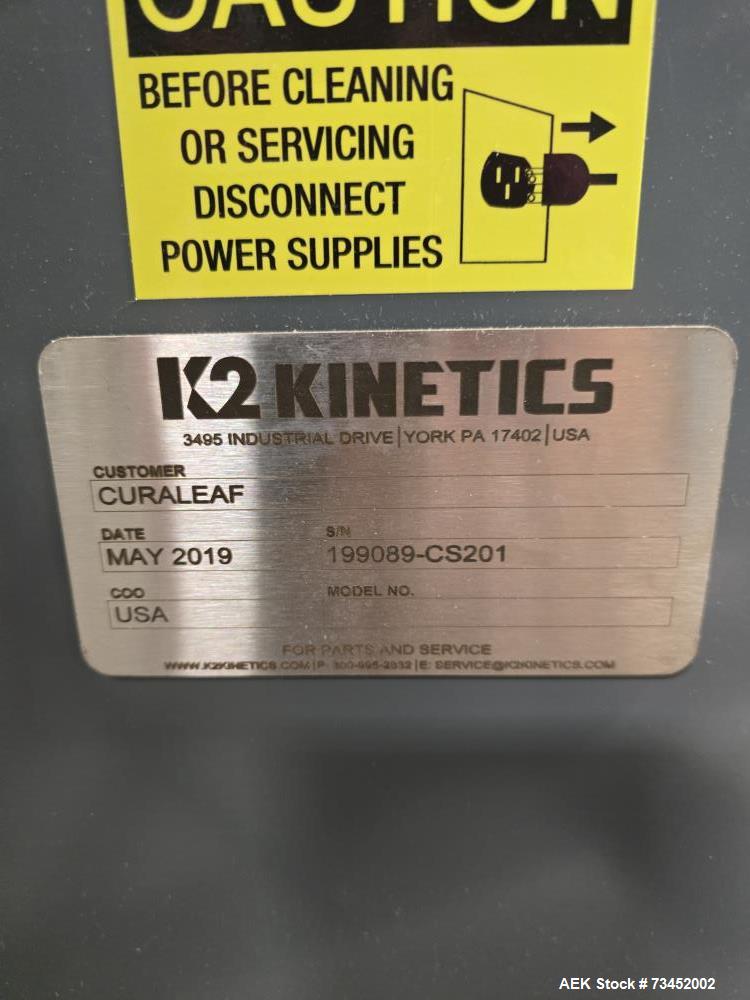 CAUTION
BEFORE CLEANING
OR SERVICING
DISCONNECT
POWER SUPPLIES
K2 KINETICS
3495 INDUSTRIAL DRIVE|YORK PA 17402|USA
CUSTOMER
CURALEAF
DATE
MAY 2019
S/N
199089-CS201
COO
USA
MODEL NO.
FOR PARTS AND SERVICE
WWW.K2KINETICS.COM|P: |E: SERVICE@K2KINETICS.COM
AEK Stock # 73452002